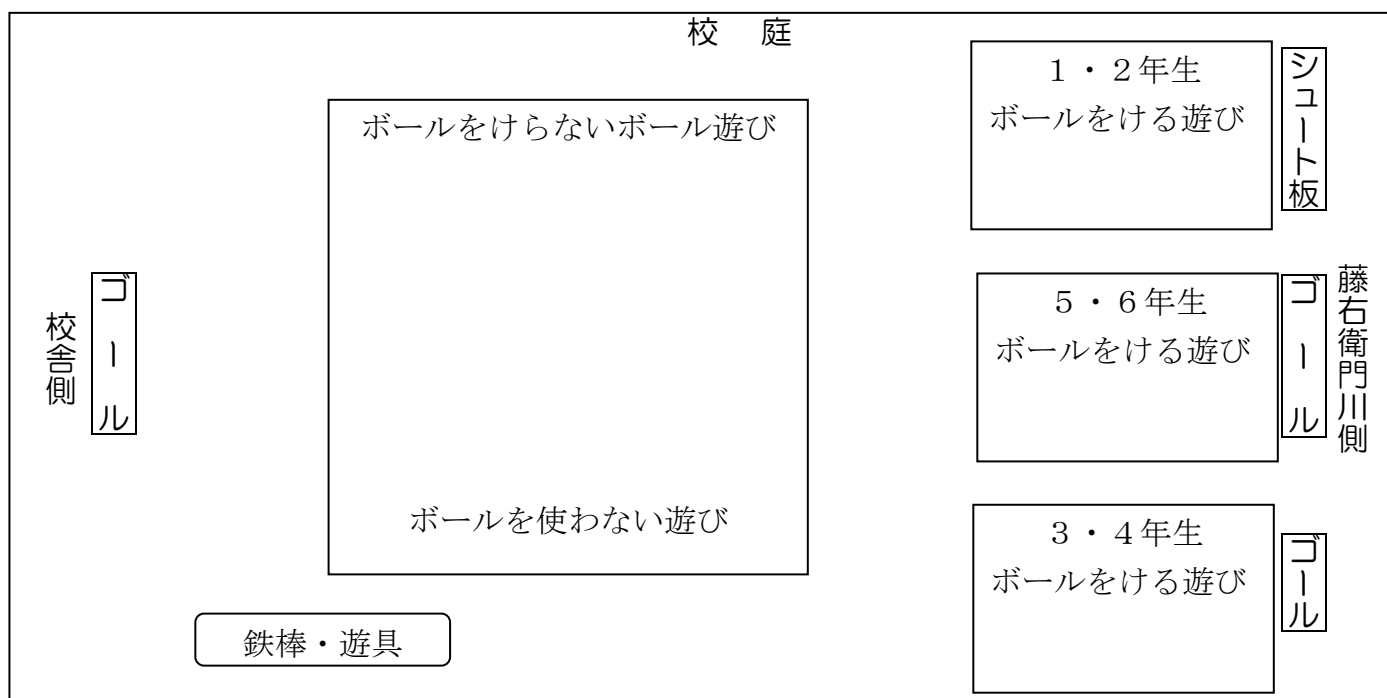 校　庭
ボールをけらないボール遊び
ボールを使わない遊び
１・２年生
ボールをける遊び
シュート板
５・６年生
ボールをける遊び
ゴール
藤右衛門川側
３・４年生
ボールをける遊び
ゴール
校舎側
ゴール
鉄棒・遊具